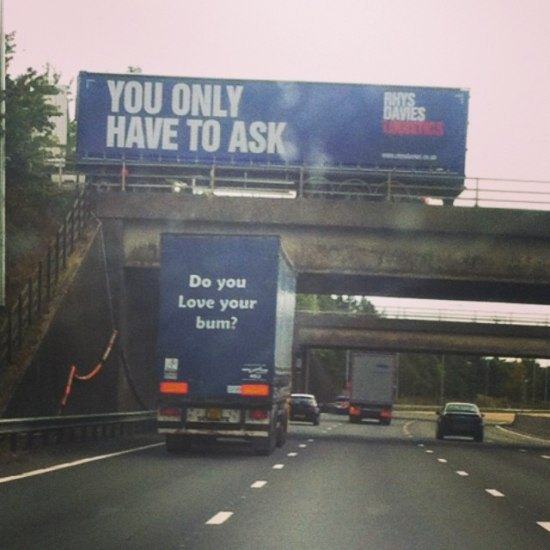 YOU ONLY
HAVE TO ASK
RHYS
DAVIES
LOGISTICS
Do you
Love your
bum?